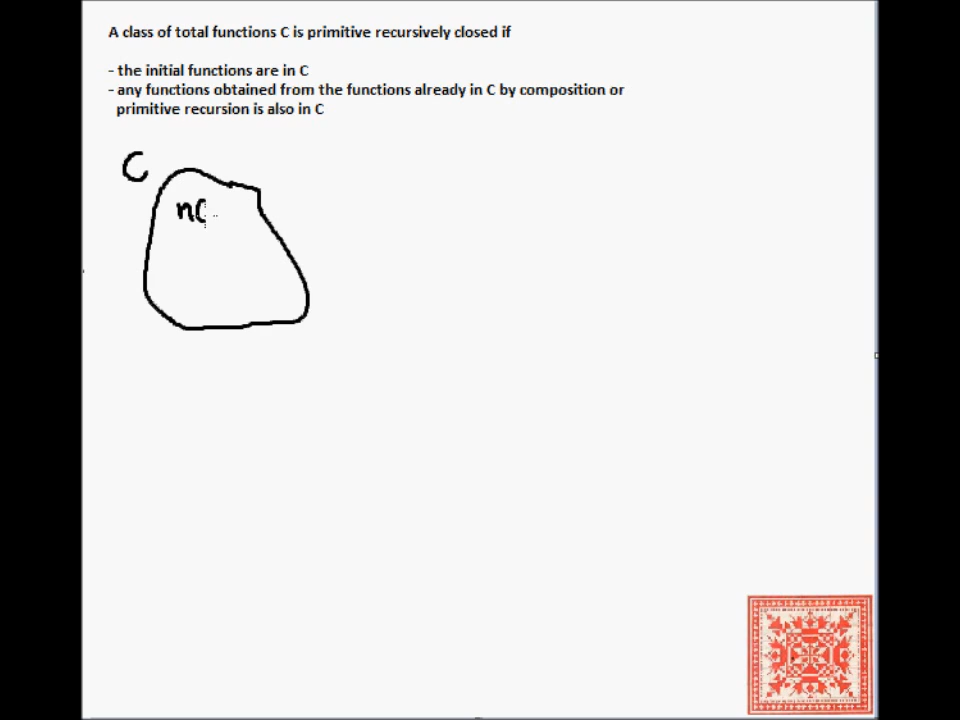 A class of total functions C is primitive recursively closed if
- the initial functions are in C
- any functions obtained from the functions already in C by composition or
primitive recursion is also in C
C
n(